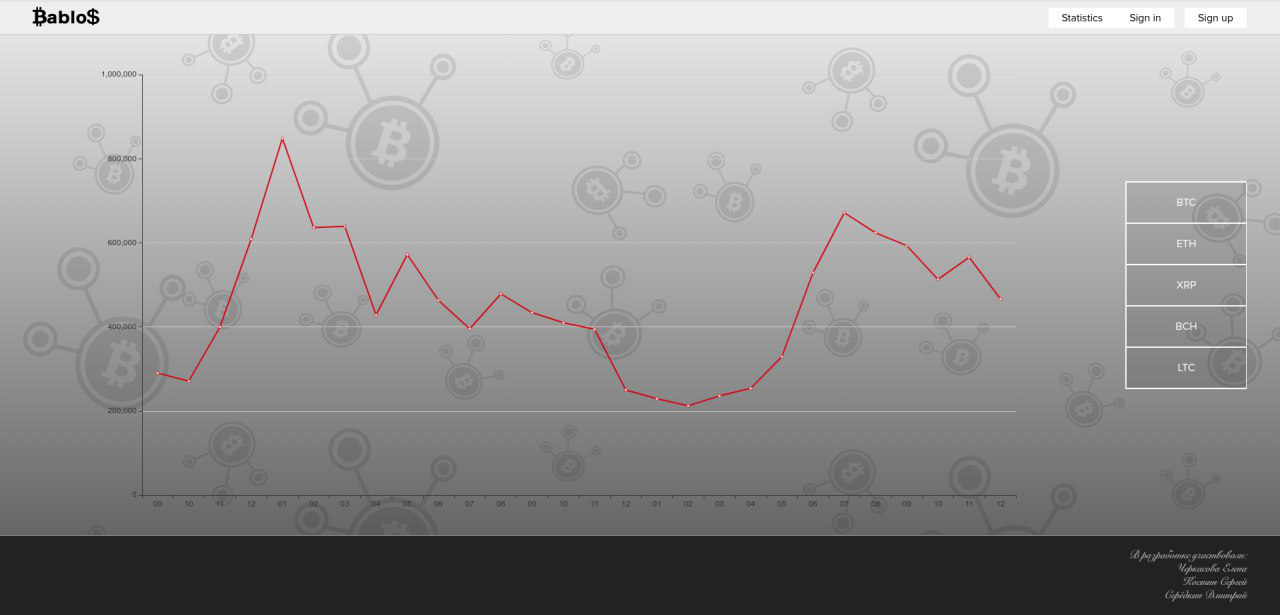 ₿ablo$
Statistics
Sign in
Sign up
1,000,000
800,000
600,000
400,000
200,000
0
09 10 11 12 01 02 03 04 05 06 07 08 09 10 11 12 01 02 03 04 05 06 07 08 09 10 11 12
BTC
ETH
XRP
BCH
LTC
В разработке участвовали:
Черкасова Елена
Костин Сергей
Серёдкин Дмитрий